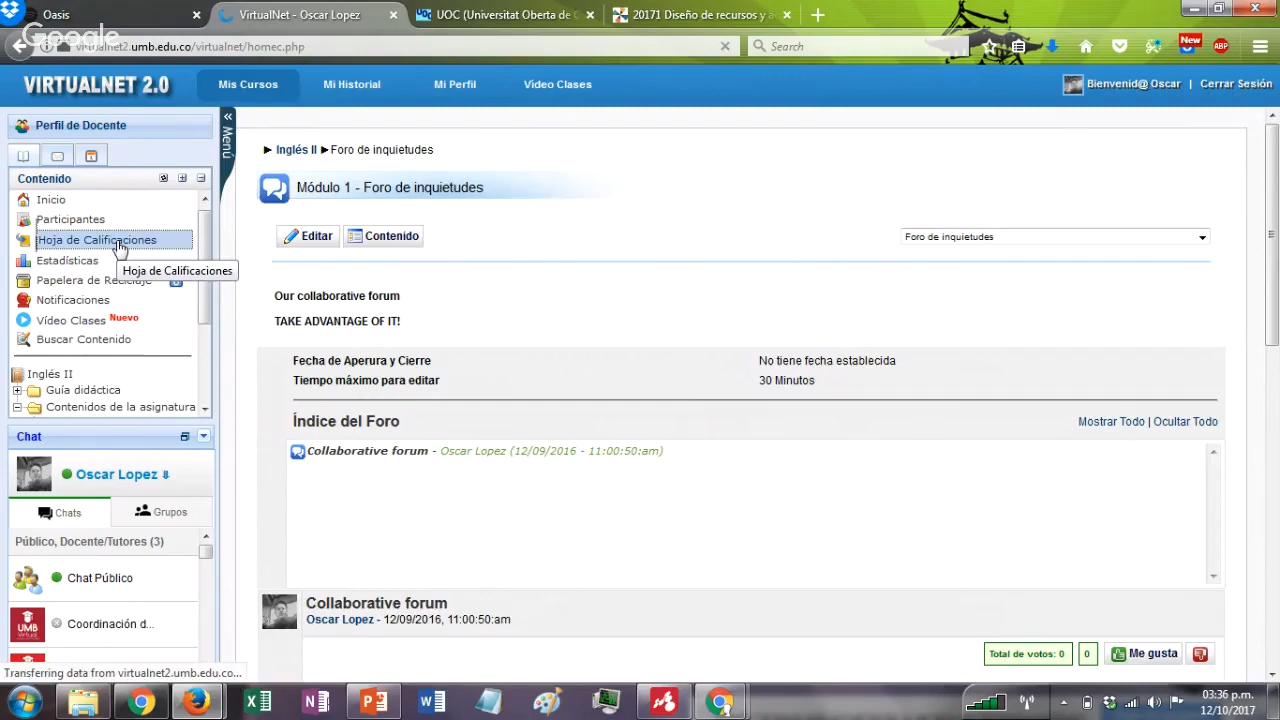 Oasis
VirtualNet - Oscar Lopez
UOC (Universitat Oberta de C
20171 Diseño de recursos y a
Google
virtualnet2.umb.edu.co/virtualnet/homec.php
Search
New
ABP
VIRTUALNET 2.0
Mis Cursos
Mi Historial
Mi Perfil
Vídeo Clases
Bienvenid@ Oscar | Cerrar Sesión
Perfil de Docente
Menú
Contenido
Inicio
Participantes
Hoja de Calificaciones
Estadísticas
Hoja de Calificaciones
Papelera de Reciclaje
Notificaciones
Vídeo Clases Nuevo
Buscar Contenido
Inglés II
Guía didáctica
Contenidos de la asignatura
Chat
Oscar Lopez
Chats
Grupos
Público, Docente/Tutores (3)
Chat Público
UMB Virtual
Coordinación d...
Transferring data from virtualnet2.umb.edu.co...
Inglés II Foro de inquietudes
Módulo 1 - Foro de inquietudes
Editar
Contenido
Foro de inquietudes
Our collaborative forum
TAKE ADVANTAGE OF IT!
Fecha de Aperura y Cierre
No tiene fecha establecida
Tiempo máximo para editar
30 Minutos
Índice del Foro
Mostrar Todo | Ocultar Todo
Collaborative forum - Oscar Lopez (12/09/2016 - 11:00:50:am)
Collaborative forum
Oscar Lopez - 12/09/2016, 11:00:50:am
Total de votos: 0
0
Me gusta
03:36 p.m.
12/10/2017